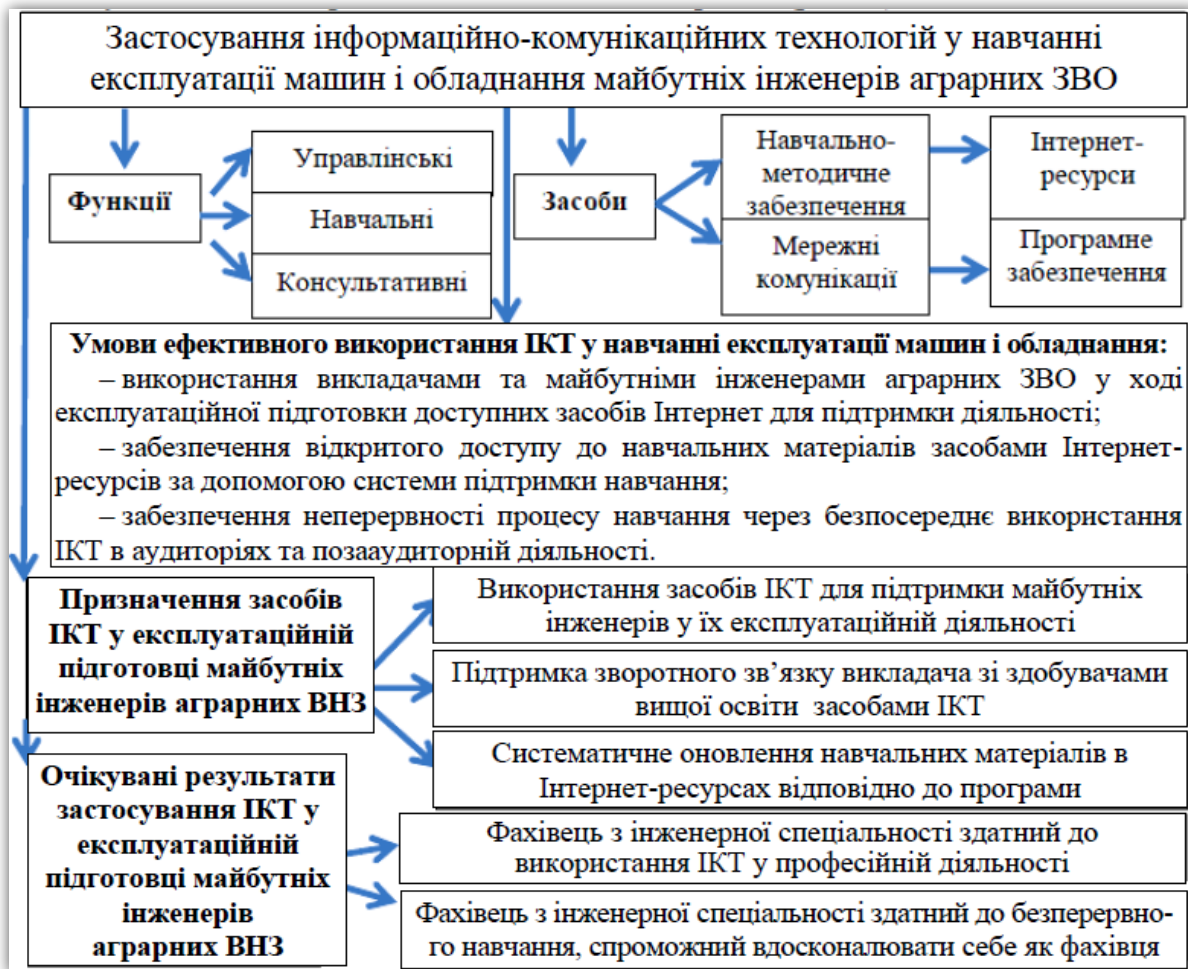 Застосування інформаційно-комунікаційних технологій у навчанні
експлуатації машин і обладнання майбутніх інженерів аграрних ЗВО
Функції
Управлінські
Навчальні
Консультативні
Засоби
Навчально-
методичне
забезпечення
Мережні
комунікації
Інтернет-
ресурси
Програмне
забезпечення
Умови ефективного використання ІКТ у навчанні експлуатації машин і обладнання:
– використання викладачами та майбутніми інженерами аграрних ЗВО у ході
експлуатаційної підготовки доступних засобів Інтернет для підтримки діяльності;
– забезпечення відкритого доступу до навчальних матеріалів засобами Інтернет-
ресурсів за допомогою системи підтримки навчання;
– забезпечення неперервності процесу навчання через безпосереднє використання
ІКТ в аудиторіях та позааудиторній діяльності.
Призначення засобів
ІКТ у експлуатаційній
підготовці майбутніх
інженерів аграрних ВНЗ
Використання засобів ІКТ для підтримки майбутніх
інженерів у їх експлуатаційній діяльності
Підтримка зворотного зв’язку викладача зі здобувачами
вищої освіти засобами ІКТ
Систематичне оновлення навчальних матеріалів в
Інтернет-ресурсах відповідно до програми
Очікувані результати
застосування ІКТ у
експлуатаційній
підготовці майбутніх
інженерів
аграрних ВНЗ
Фахівець з інженерної спеціальності здатний до
використання ІКТ у професійній діяльності
Фахівець з інженерної спеціальності здатний до безперервно-
го навчання, спроможний вдосконалювати себе як фахівця